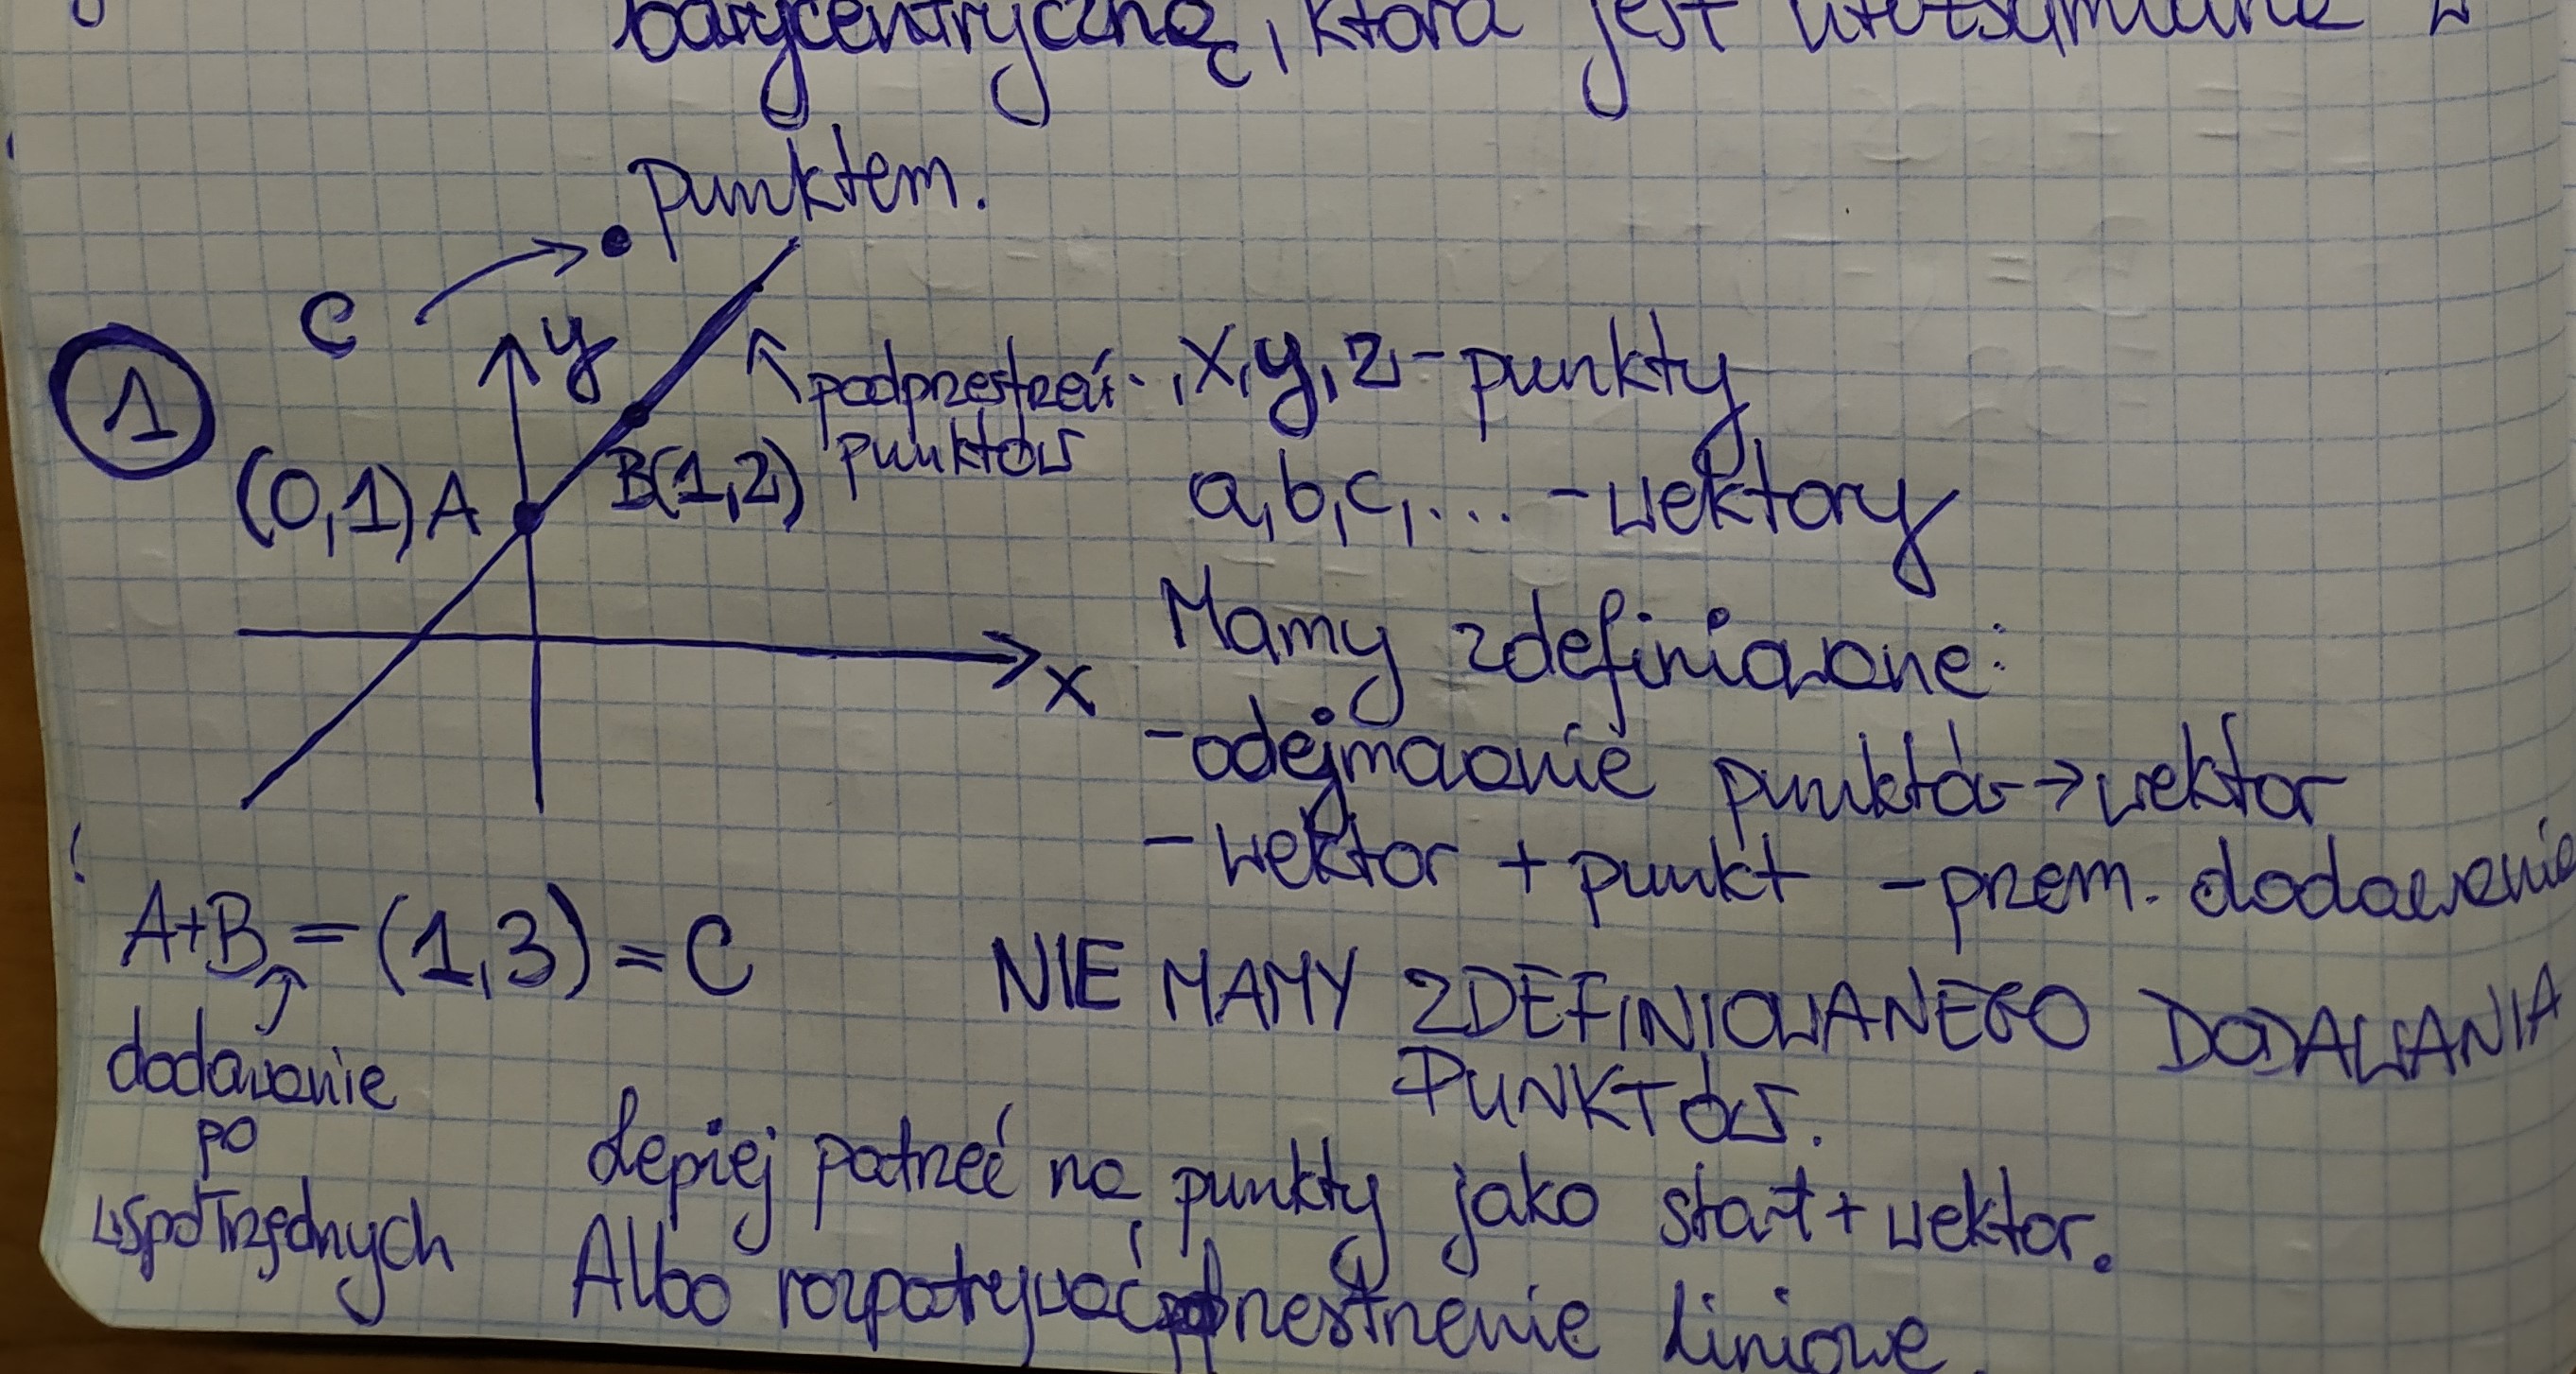 barycentryczną, która jest utożsamiane z
punktem.
C
y
1
podprzestrzeń
punktów
(0,1) A
B(1,2)
x
x, y, z - punkty
a, b, c, ... - wektory
Mamy zdefiniowane:
- odejmaonie punktów → wektor
- wektor + punkt - przem. dodawanie
A+B = (1,3) = C
NIE MAMY ZDEFINIOWANEGO DODAWANIA
PUNKTÓW.
dodawanie
po
współrzędnych
Lepiej patrzeć na punkty jako start + wektor.
Albo rozpatrywać przestrzenie liniowe.